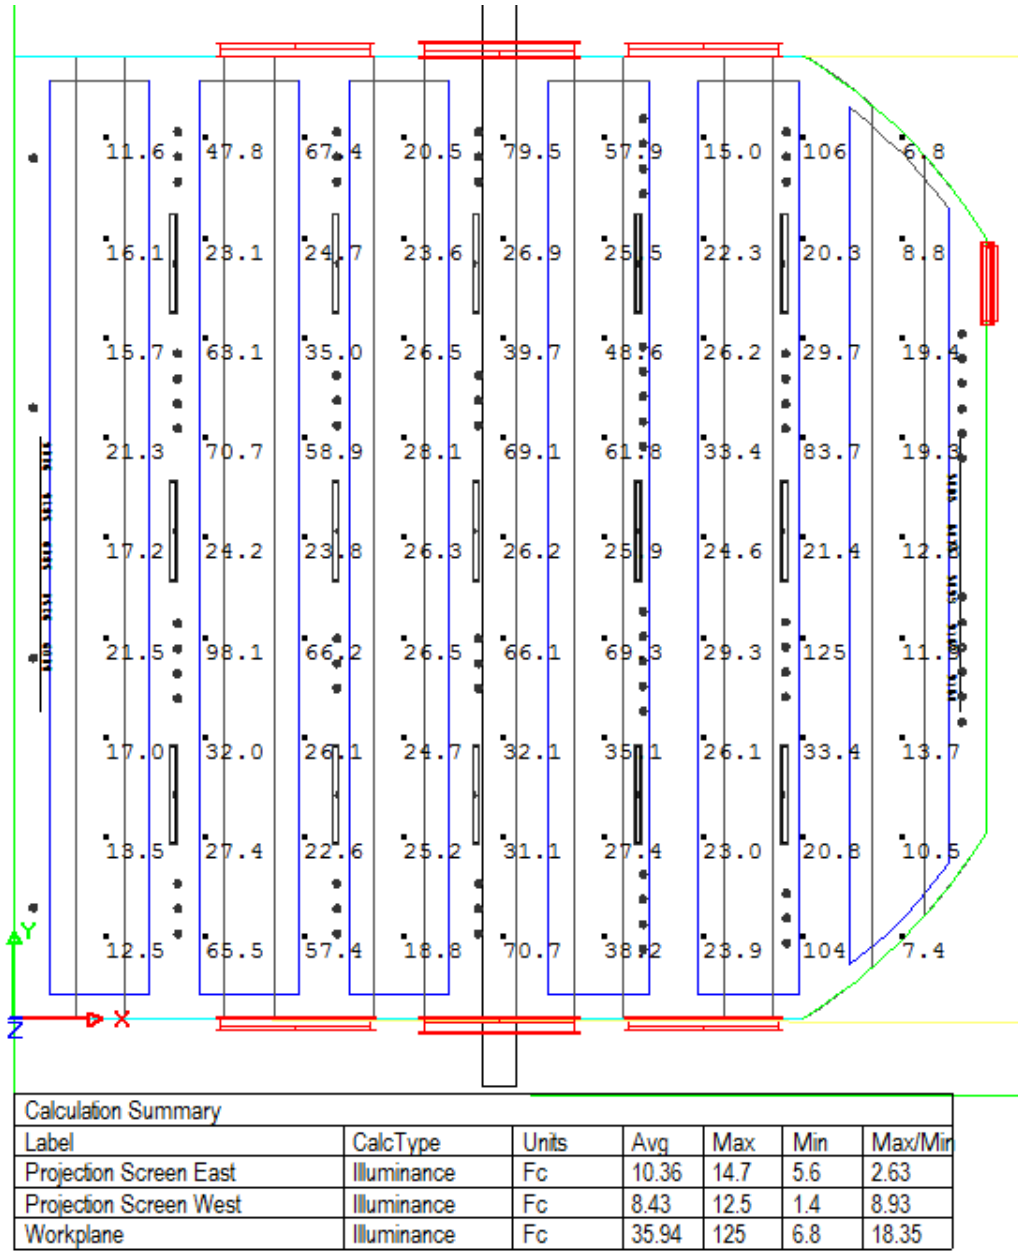 11.6 47.8 67.4 20.5 79.5 57.9 15.0 106 6.8
16.1 23.1 24.7 23.6 26.9 25.5 22.3 20.3 8.8
15.7 63.1 35.0 26.5 39.7 48.6 26.2 29.7 19.4
21.3 70.7 58.9 28.1 69.1 61.8 33.4 83.7 19.3
17.2 24.2 23.8 26.3 26.2 25.9 24.6 21.4
21.5 98.1 66.2 26.5 66.1 69.3 29.3 125
17.0 32.0 26.1 24.7 32.1 35.1 26.1 33.4 13.7
13.5 27.4 22.6 25.2 31.1 27.4 23.0 20.8 10.5
Y
12.5 65.5 57.4 18.8 70.7 38.2 23.9 104 7.4
Z X
Calculation Summary
Label CalcType Units Avg Max Min Max/Min
Projection Screen East Illuminance Fc 10.36 14.7 5.6 2.63
Projection Screen West Illuminance Fc 8.43 12.5 1.4 8.93
Workplane Illuminance Fc 35.94 125 6.8 18.35